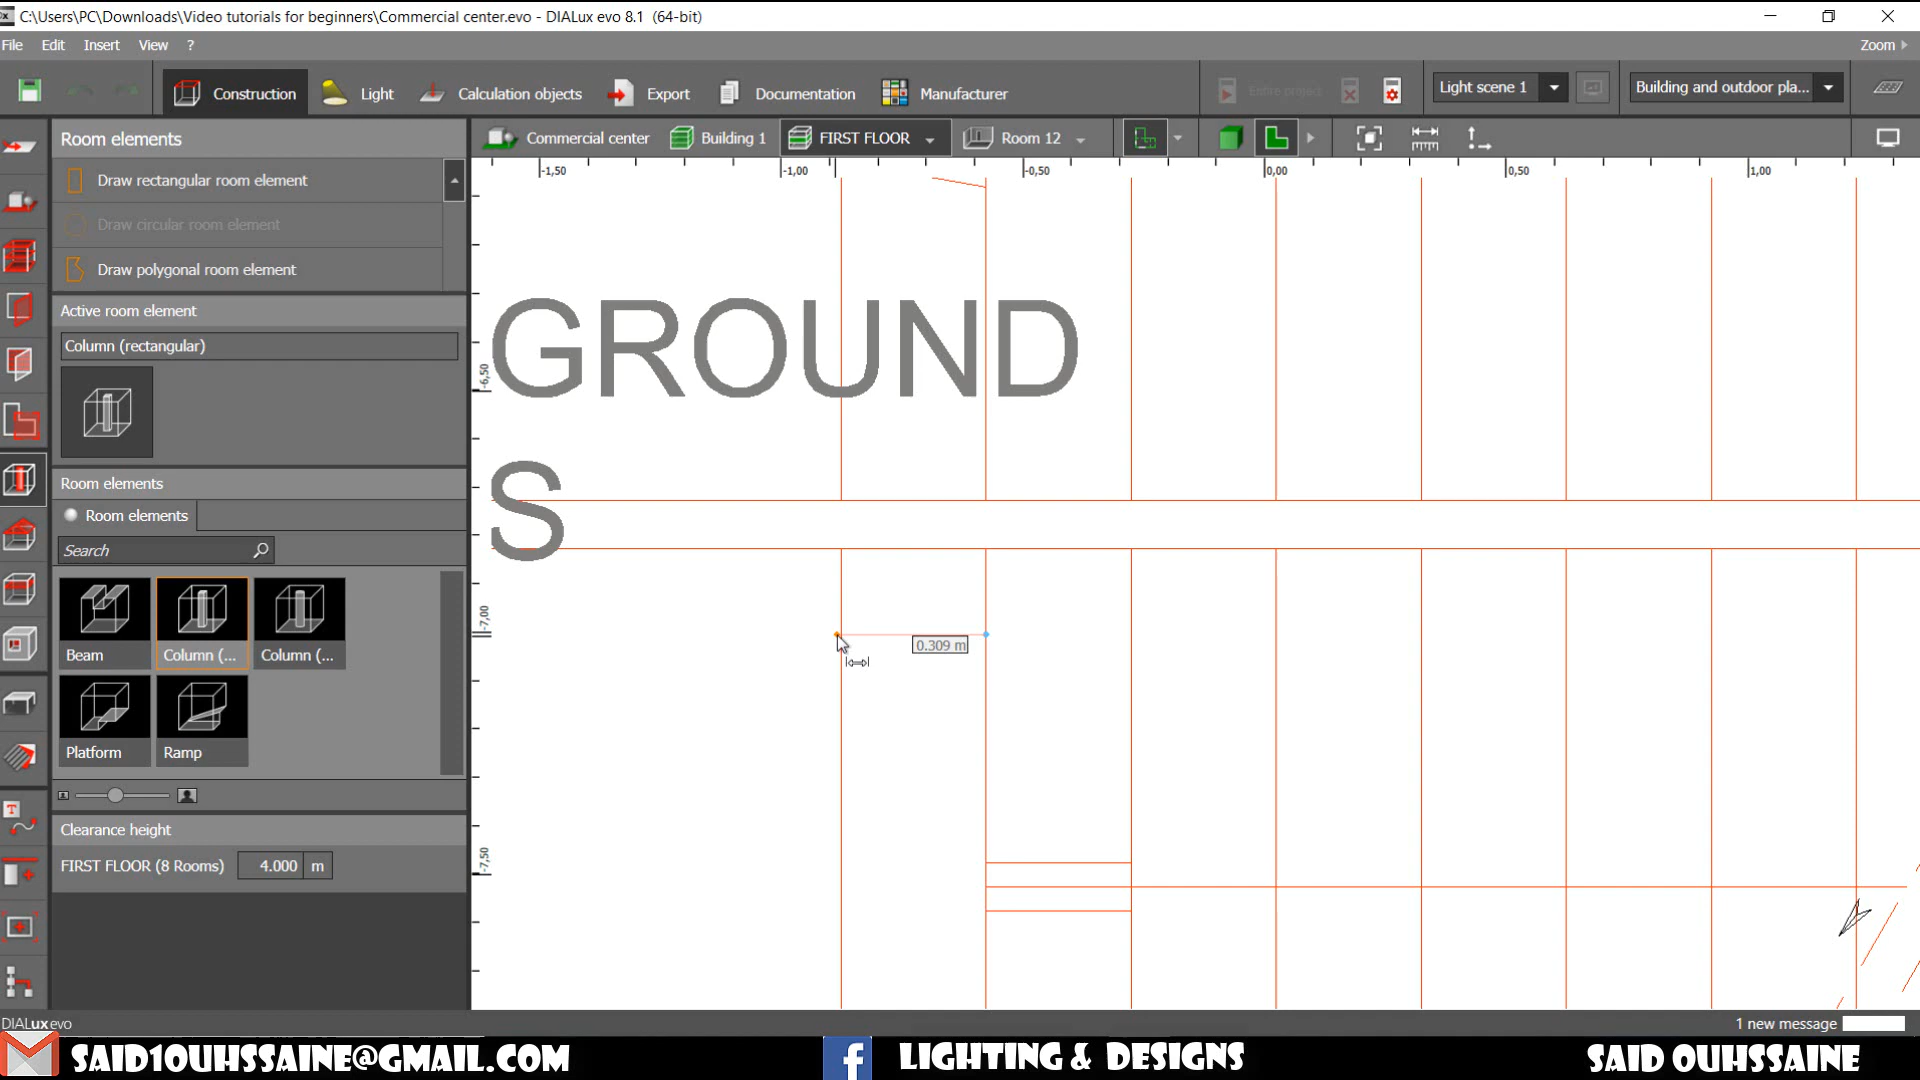 C:\Users\PC\Downloads\Video tutorials for beginners\Commercial center.evo - DIALux evo 8.1 (64-bit)
File Edit Insert View ? Zoom
Construction Light Calculation objects Export Documentation Manufacturer Entire project Light scene 1 Building and outdoor pla...
Room elements
Commercial center Building 1 FIRST FLOOR Room 12
-1,50 -1,00 -0,50 0,00 0,50 1,00
Draw rectangular room element
Draw circular room element
Draw polygonal room element
Active room element
Column (rectangular)
GROUND
-6,50
Room elements
Room elements
S
Search
-7,00
0.309 m
Beam Column (... Column (...
Platform Ramp
Clearance height
-7,50
FIRST FLOOR (8 Rooms) 4.000 m
DIALux evo
1 new message
SAID1OUHSSAINE@GMAIL.COM LIGHTING & DESIGNS SAID OUHSSAINE